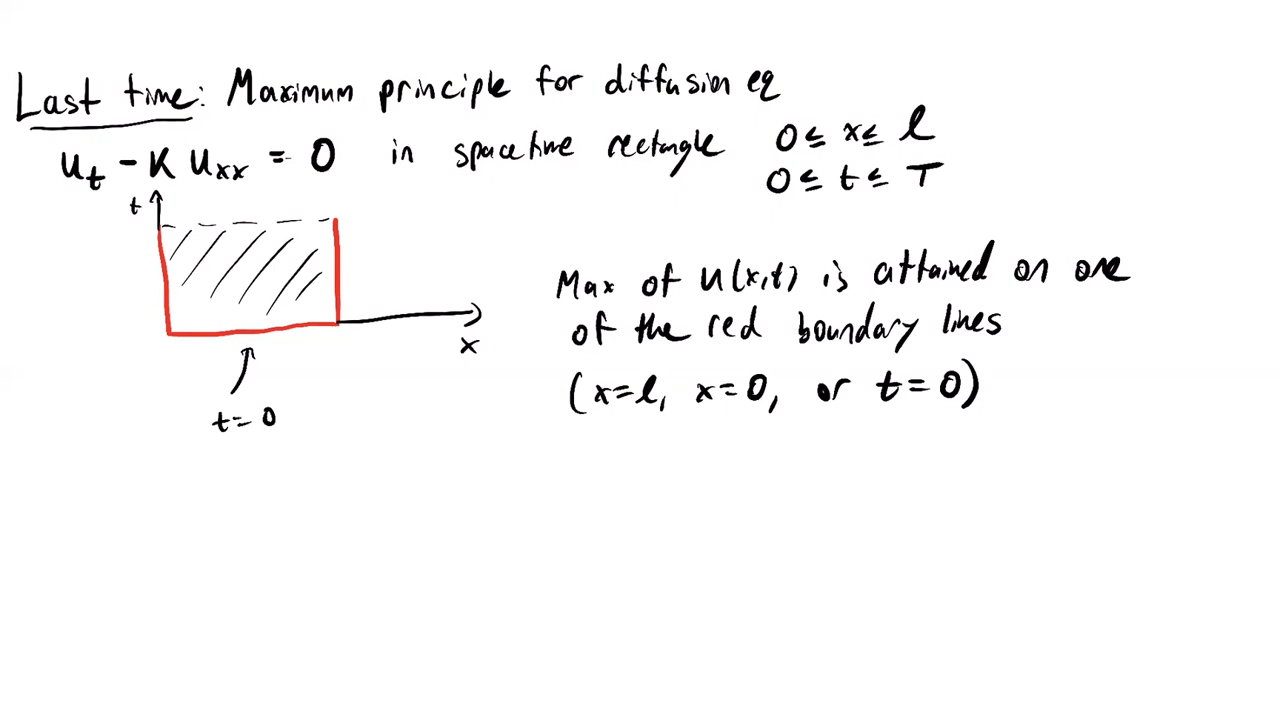 Last time: Maximum principle for diffusion eq
u_t - K u_xx = 0 in spacetime rectangle 0 ≤ x ≤ l
0 ≤ t ≤ T
t
Max of u(x,t) is attained on one
of the red boundary lines
x
(x=l, x=0, or t=0)
t=0